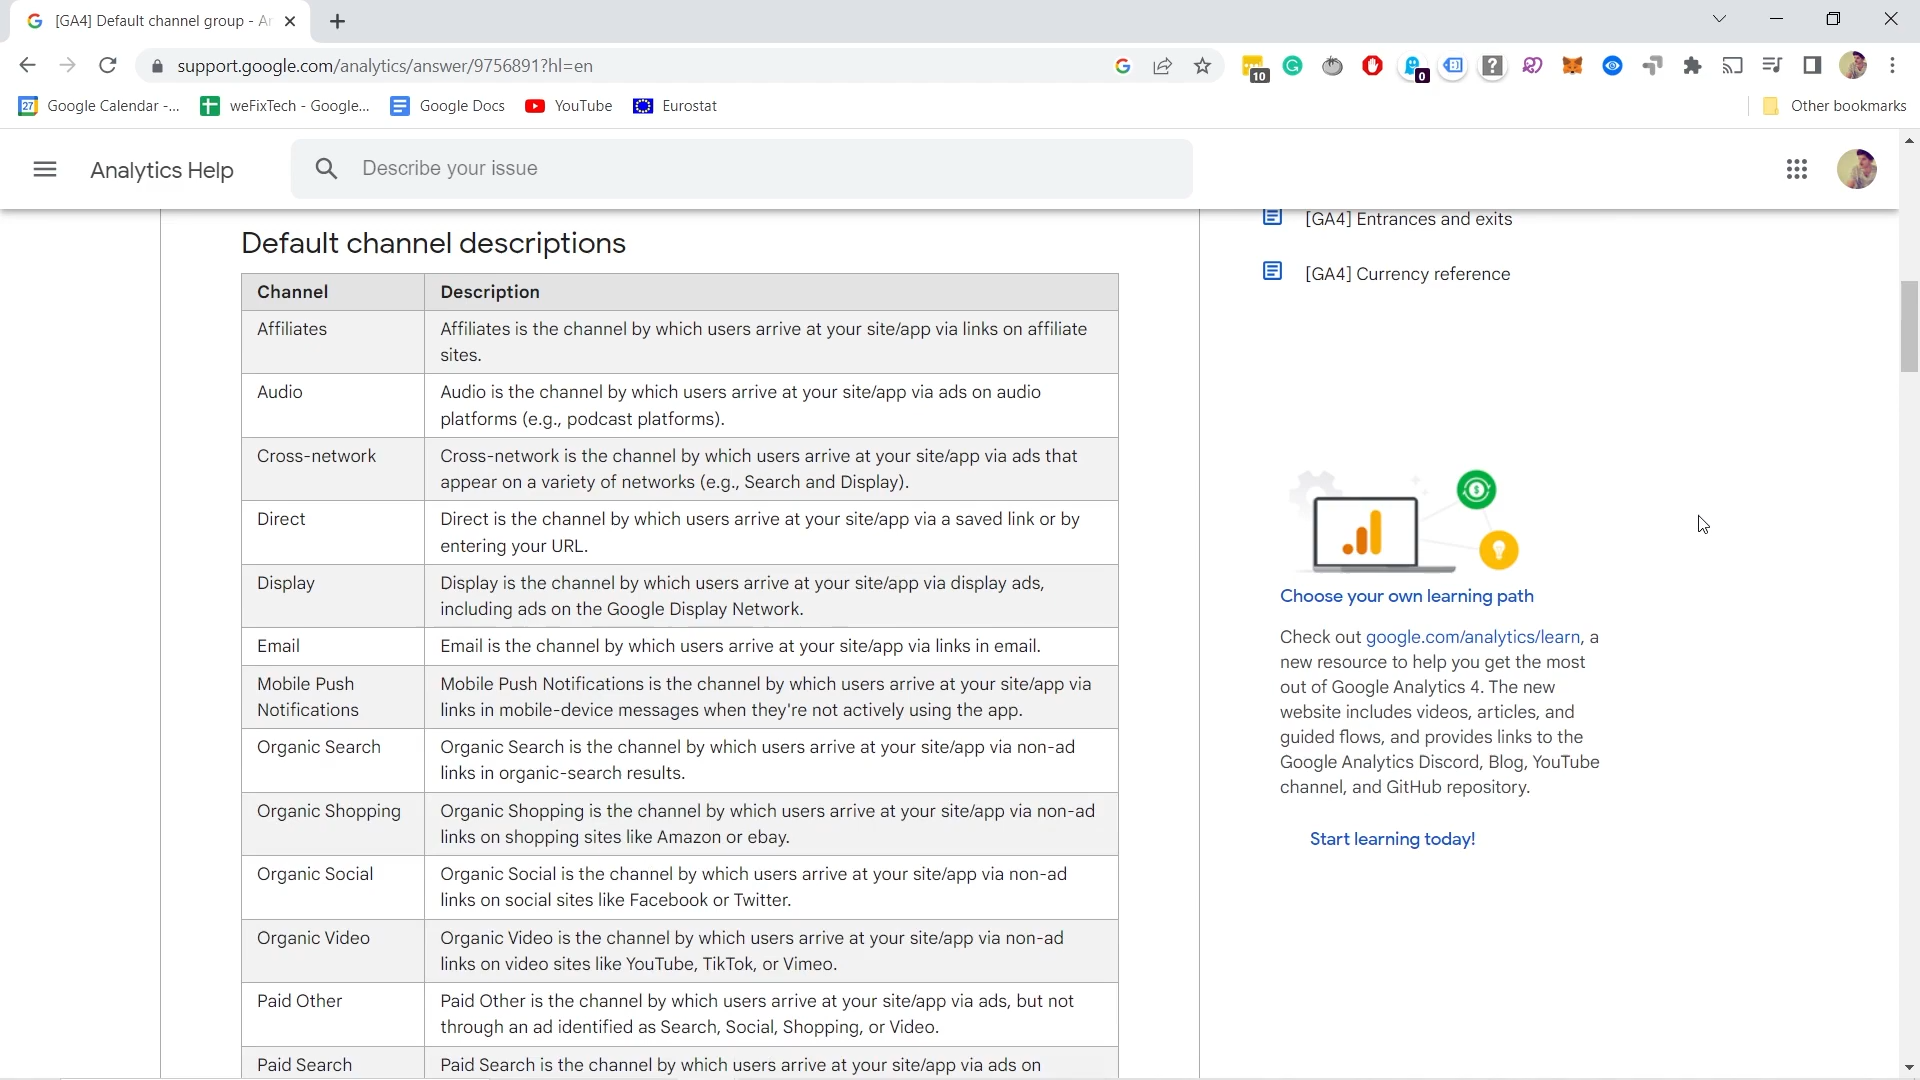 [GA4] Default channel group - Ar
support.google.com/analytics/answer/9756891?hl=en
10
0
27 Google Calendar -...
weFixTech - Google...
Google Docs
YouTube
Eurostat
Other bookmarks
Analytics Help
Describe your issue
Default channel descriptions
Channel Description
Affiliates Affiliates is the channel by which users arrive at your site/app via links on affiliate
sites.
Audio Audio is the channel by which users arrive at your site/app via ads on audio
platforms (e.g., podcast platforms).
Cross-network Cross-network is the channel by which users arrive at your site/app via ads that
appear on a variety of networks (e.g., Search and Display).
Direct Direct is the channel by which users arrive at your site/app via a saved link or by
entering your URL.
Display Display is the channel by which users arrive at your site/app via display ads,
including ads on the Google Display Network.
Email Email is the channel by which users arrive at your site/app via links in email.
Mobile Push Mobile Push Notifications is the channel by which users arrive at your site/app via
Notifications links in mobile-device messages when they're not actively using the app.
Organic Search Organic Search is the channel by which users arrive at your site/app via non-ad
links in organic-search results.
Organic Shopping Organic Shopping is the channel by which users arrive at your site/app via non-ad
links on shopping sites like Amazon or ebay.
Organic Social Organic Social is the channel by which users arrive at your site/app via non-ad
links on social sites like Facebook or Twitter.
Organic Video Organic Video is the channel by which users arrive at your site/app via non-ad
links on video sites like YouTube, TikTok, or Vimeo.
Paid Other Paid Other is the channel by which users arrive at your site/app via ads, but not
through an ad identified as Search, Social, Shopping, or Video.
Paid Search Paid Search is the channel by which users arrive at your site/app via ads on
[GA4] Entrances and exits
[GA4] Currency reference
Choose your own learning path
Check out google.com/analytics/learn, a
new resource to help you get the most
out of Google Analytics 4. The new
website includes videos, articles, and
guided flows, and provides links to the
Google Analytics Discord, Blog, YouTube
channel, and GitHub repository.
Start learning today!